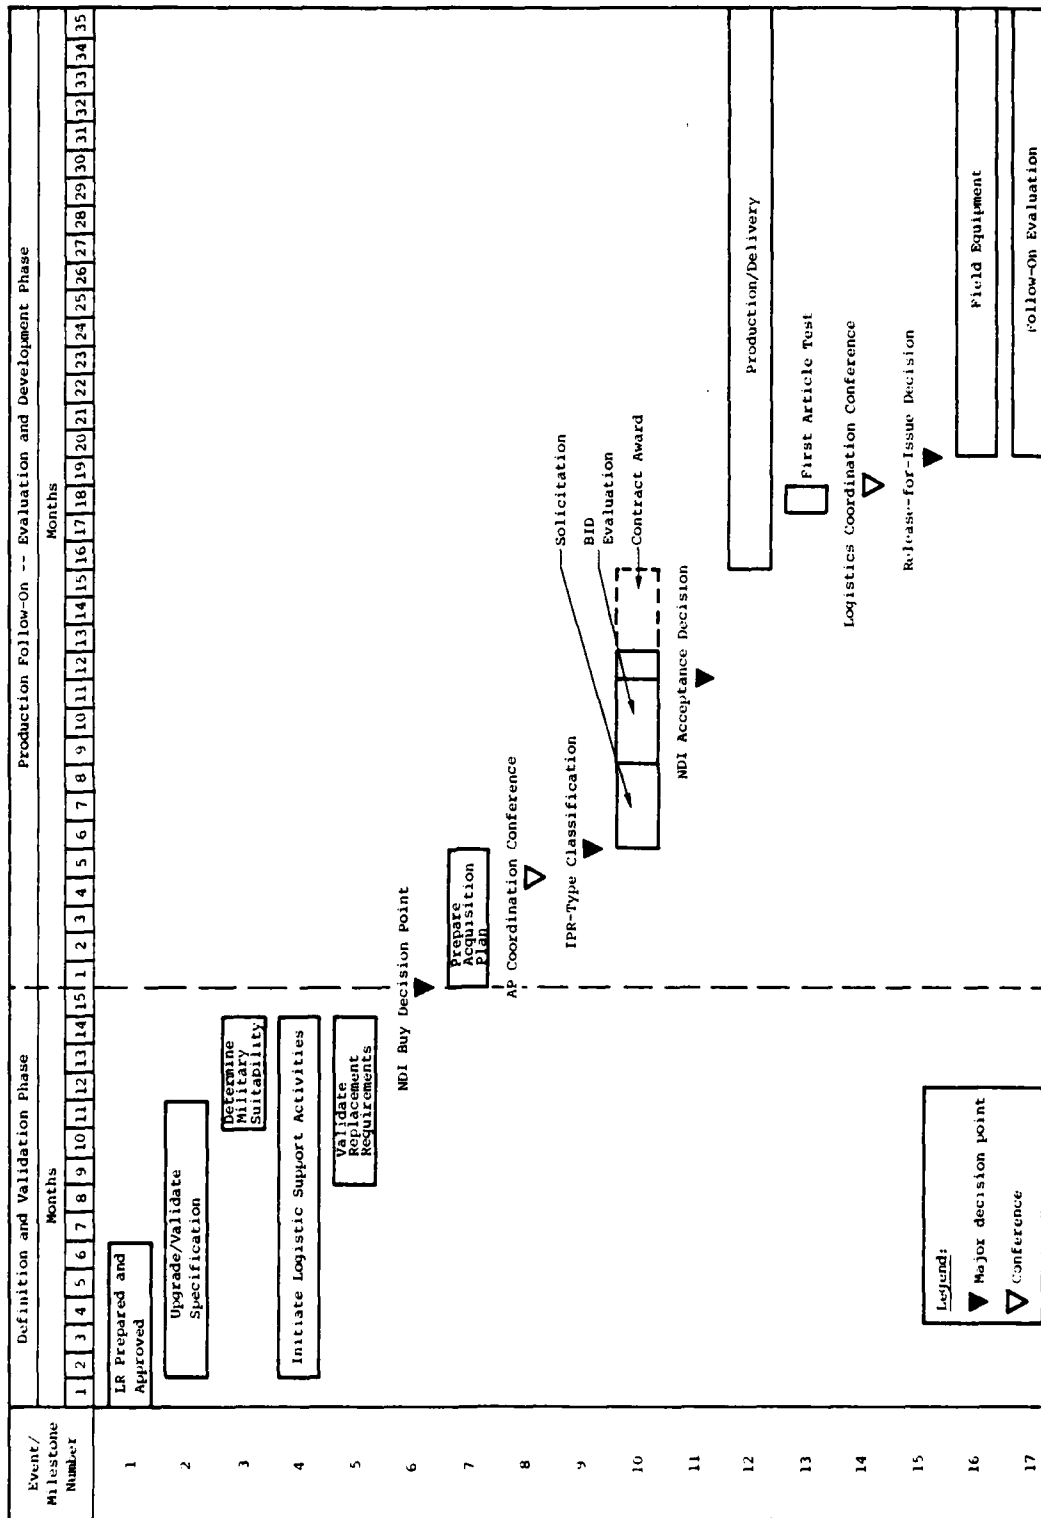 Event/
Milestone
Number
Definition and Validation Phase
Production Follow-On -- Evaluation and Development Phase
Months
Months
1 2 3 4 5 6 7 8 9 10 11 12 13 14 15
1 2 3 4 5 6 7 8 9 10 11 12 13 14 15 16 17 18 19 20 21 22 23 24 25 26 27 28 29 30 31 32 33 34 35
1
LR Prepared and
Approved
2
Upgrade/Validate
Specification
3
Determine
Military
Suitability
4
Initiate Logistic Support Activities
5
Validate
Replacement
Requirements
6
NDI Buy Decision Point
7
Prepare
Acquisition
Plan
8
AP Coordination Conference
9
IPR-Type Classification
10
Solicitation
BID
Evaluation
Contract Award
11
NDI Acceptance Decision
12
Production/Delivery
13
First Article Test
14
Logistics Coordination Conference
15
Release-for-Issue Decision
16
Field Equipment
17
Follow-On Evaluation
Legend:
Major decision point
Conference